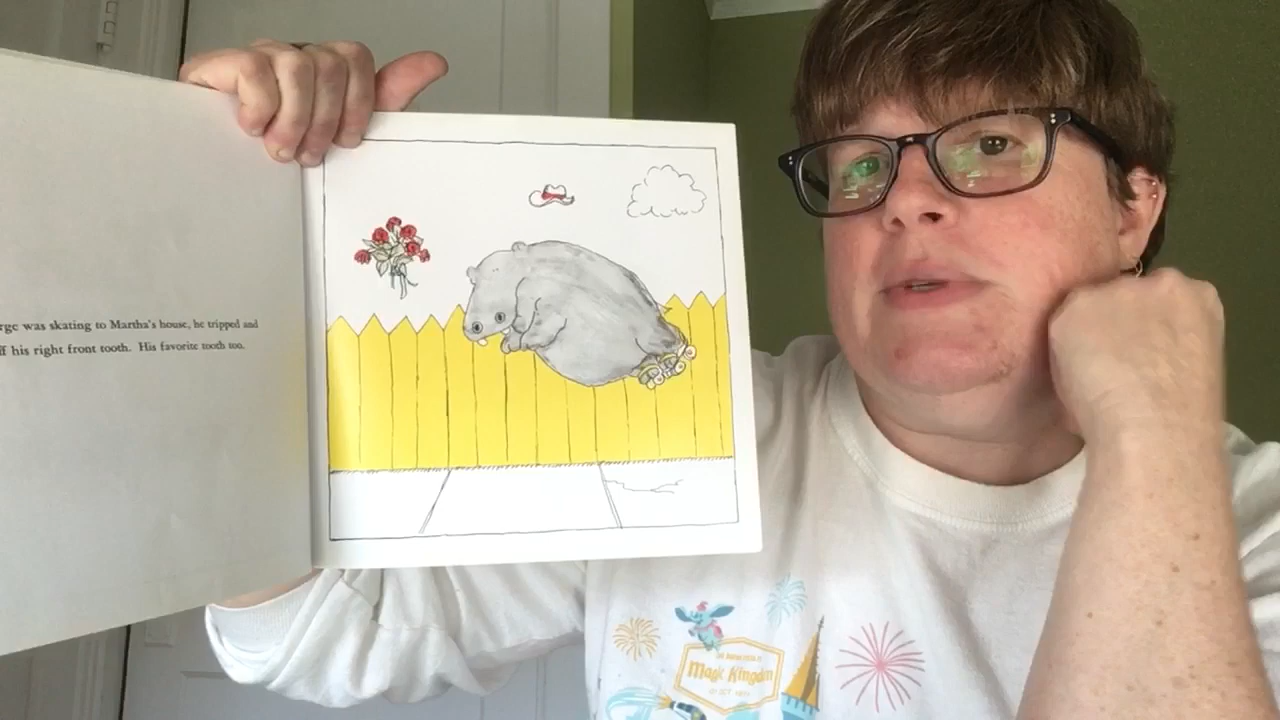 rge was skating to Martha's house, he tripped and
ff his right front tooth. His favorite tooth too.
Magic Kingdom